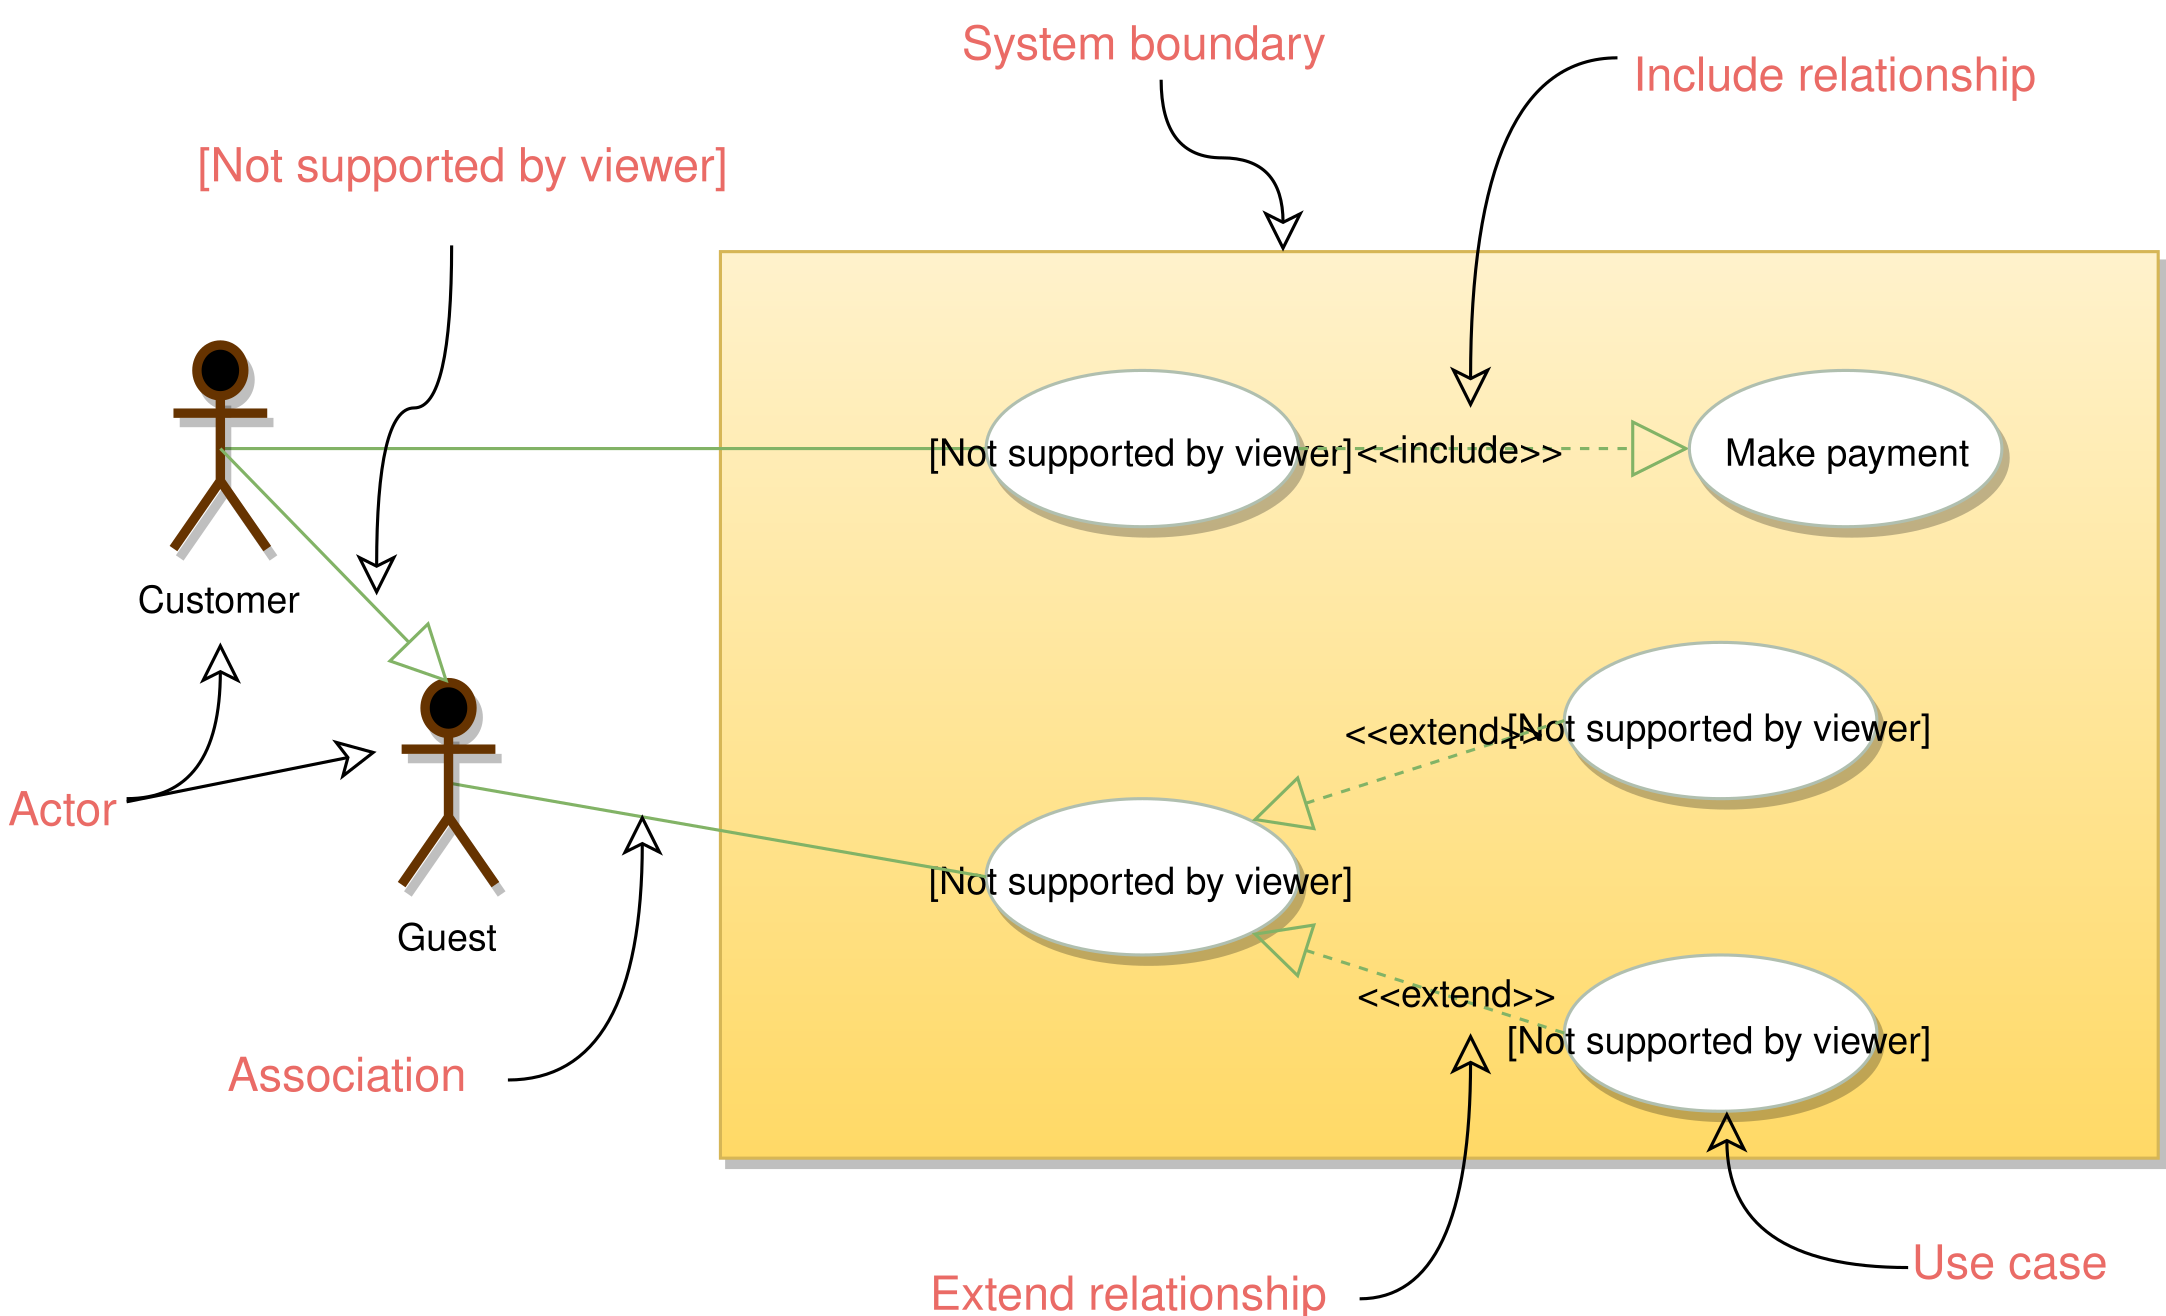 System boundary
Include relationship
[Not supported by viewer]
[Not supported by viewer]
<<include>>
Make payment
Customer
<<extend>>
[Not supported by viewer]
Actor
[Not supported by viewer]
Guest
<<extend>>
[Not supported by viewer]
Association
Use case
Extend relationship